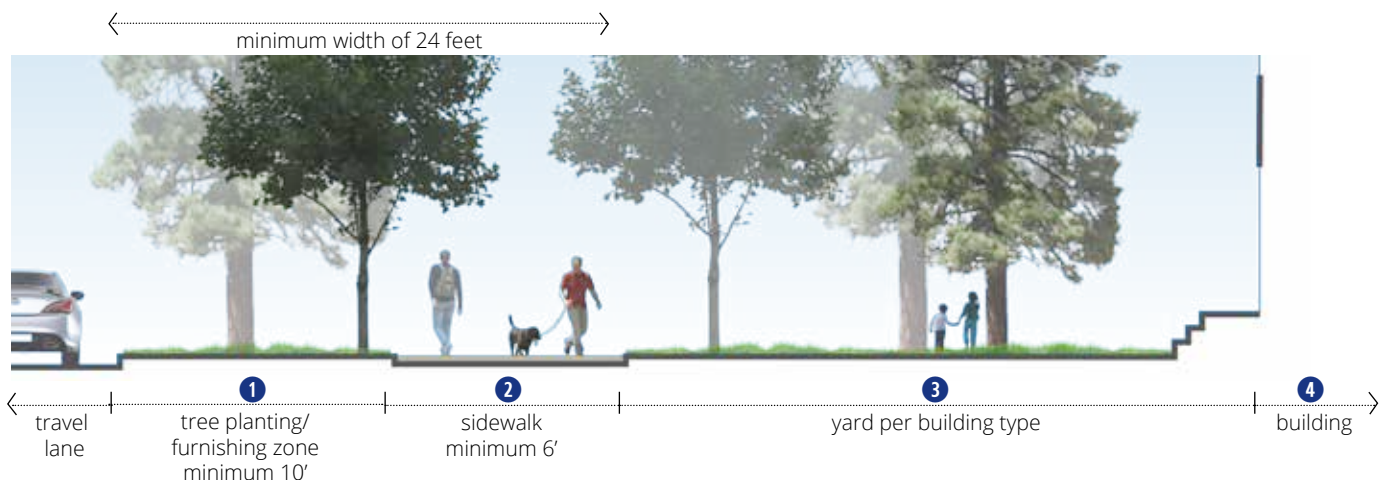 minimum width of 24 feet
1
2
3
4
travel
lane
tree planting/
furnishing zone
minimum 10’
sidewalk
minimum 6’
yard per building type
building